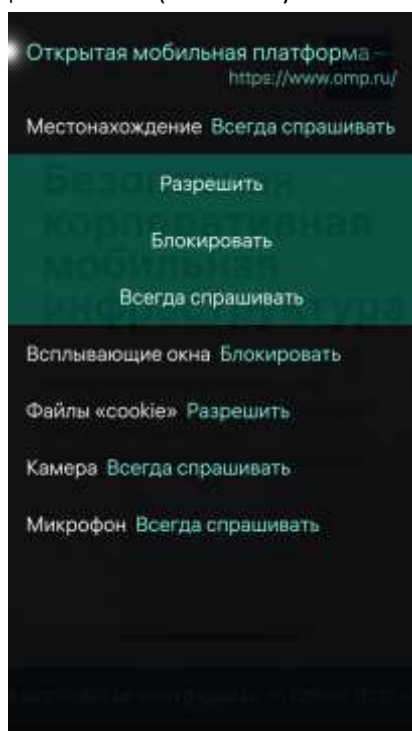 Открытая мобильная платформа —
https://www.omp.ru/
Местонахождение Всегда спрашивать
Разрешить
Блокировать
Всегда спрашивать
Всплывающие окна Блокировать
Файлы «cookie» Разрешить
Камера Всегда спрашивать
Микрофон Всегда спрашивать